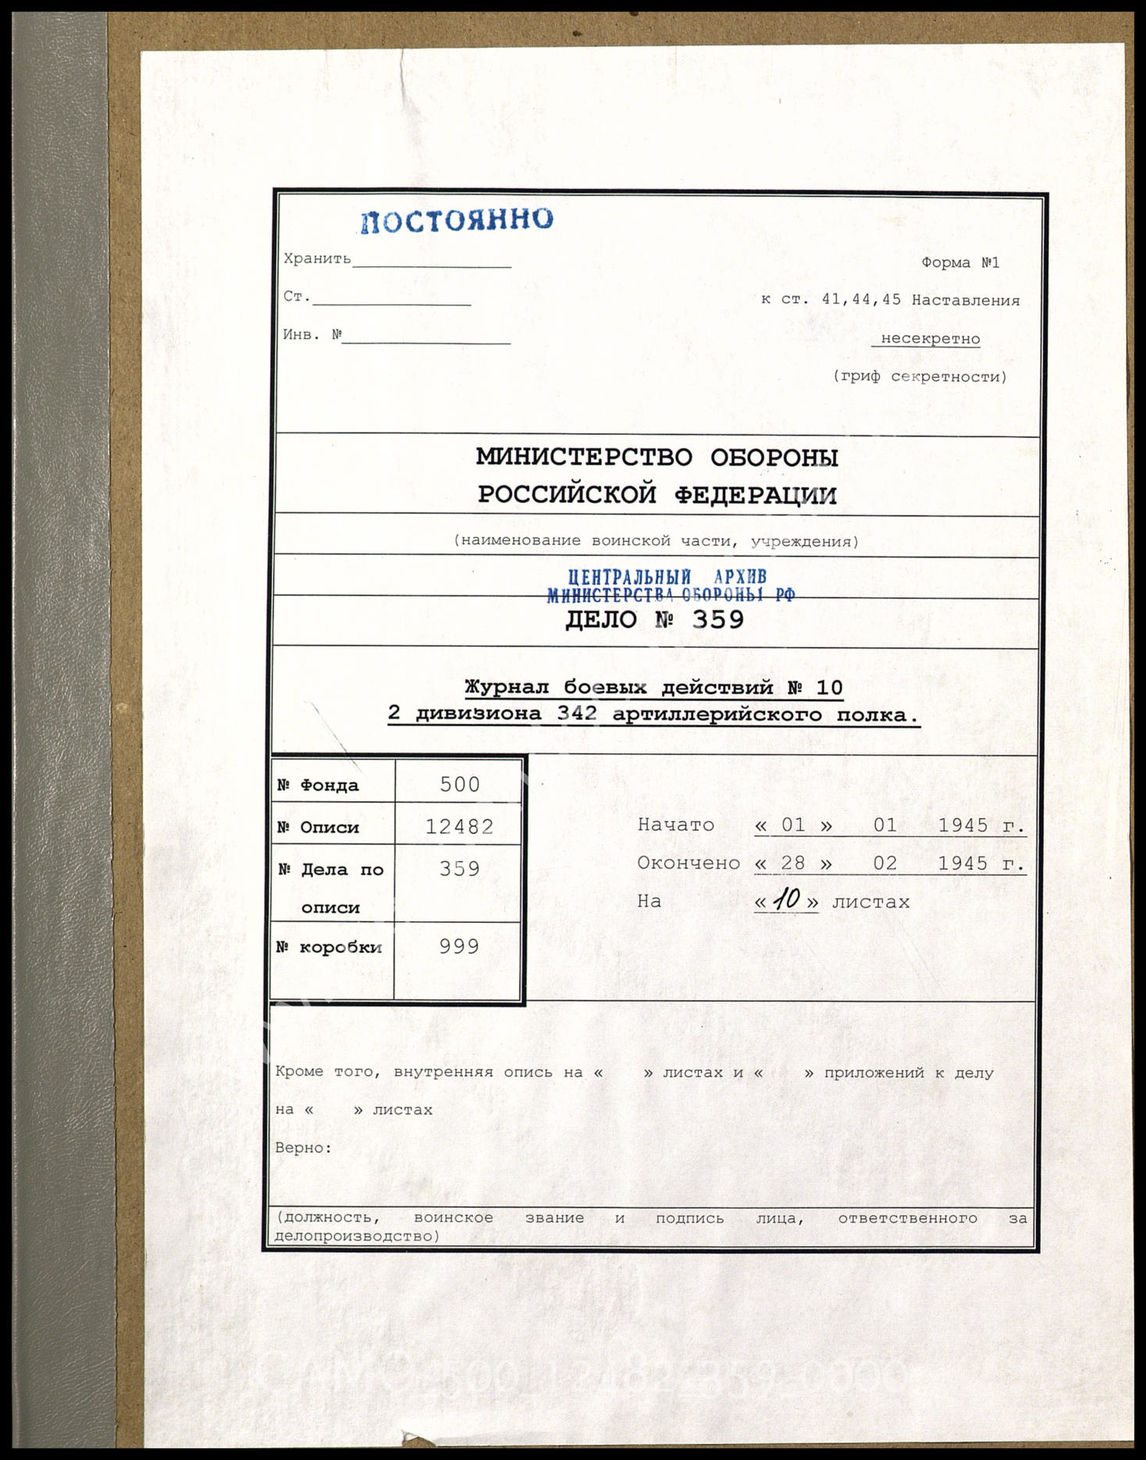 ПОСТОЯННО
Хранить
Форма №1
Ст.
к ст. 41,44,45 Наставления
Инв. №
несекретно
(гриф секретности)
МИНИСТЕРСТВО ОБОРОНЫ
РОССИЙСКОЙ ФЕДЕРАЦИИ
(наименование воинской части, учреждения)
ЦЕНТРАЛЬНЫЙ АРХИВ
МИНИСТЕРСТВА ОБОРОНЫ РФ
ДЕЛО № 359
Журнал боевых действий № 10
2 дивизиона 342 артиллерийского полка.
№ Фонда 500
№ Описи 12482
№ Дела по 359
описи
№ коробки 999
Начато « 01 » 01 1945 г.
Окончено « 28 » 02 1945 г.
На « 10 » листах
Кроме того, внутренняя опись на « » листах и « » приложений к делу
на « » листах
Верно:
(должность, воинское звание и подпись лица, ответственного за
делопроизводство)